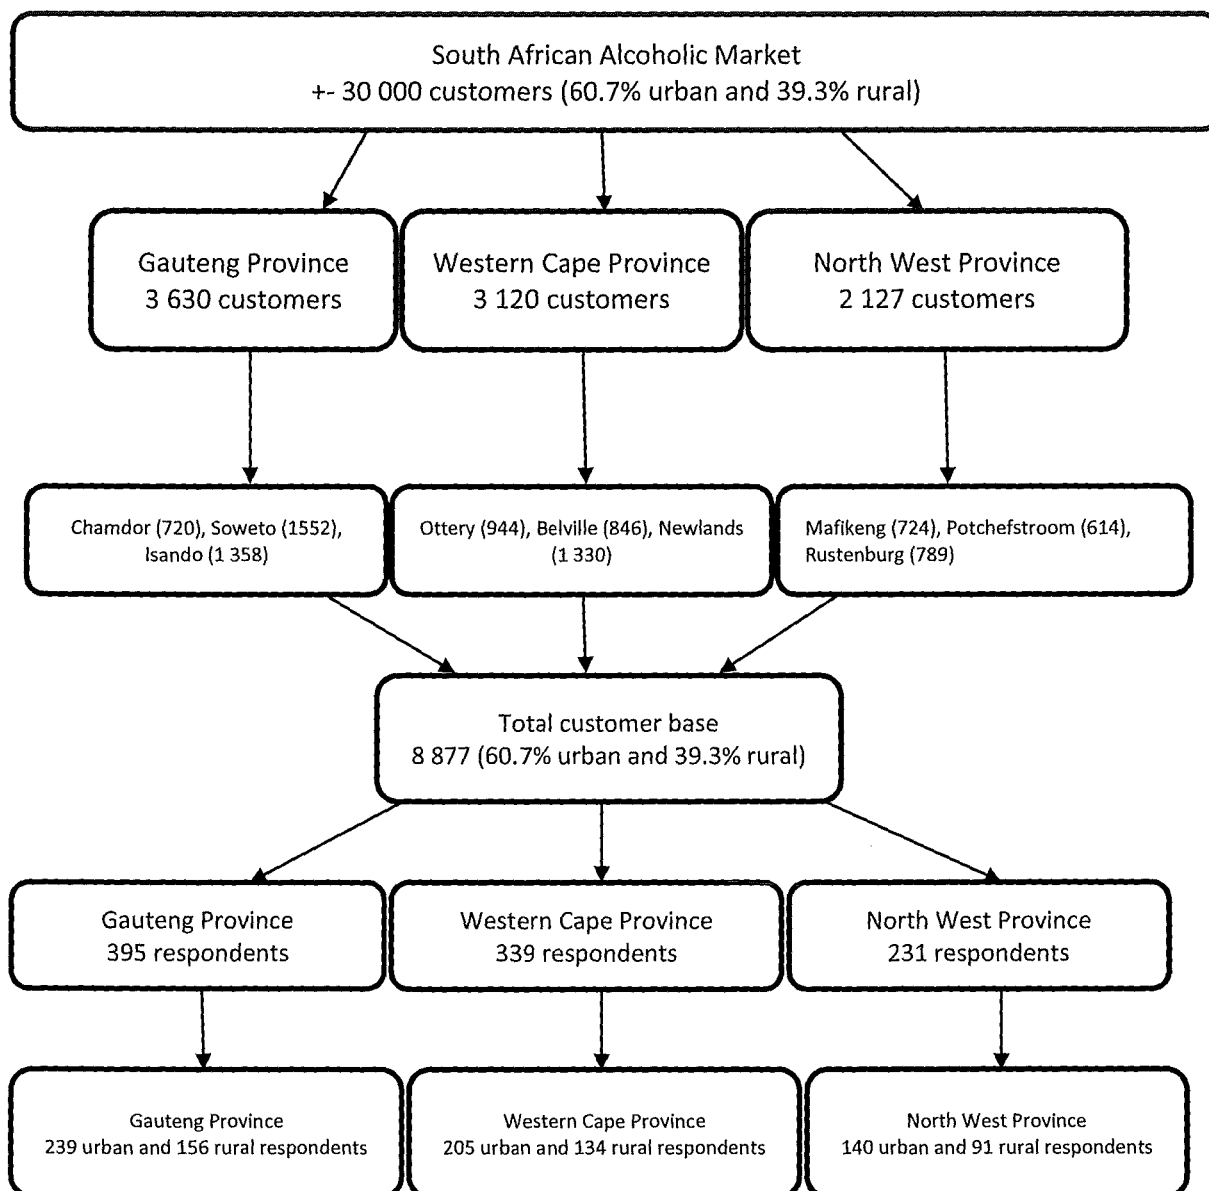 South African Alcoholic Market
+- 30 000 customers (60.7% urban and 39.3% rural)
Gauteng Province
3 630 customers
Western Cape Province
3 120 customers
North West Province
2 127 customers
Chamdor (720), Soweto (1552),
Isando (1 358)
Ottery (944), Belville (846), Newlands
(1 330)
Mafikeng (724), Potchefstroom (614),
Rustenburg (789)
Total customer base
8 877 (60.7% urban and 39.3% rural)
Gauteng Province
395 respondents
Western Cape Province
339 respondents
North West Province
231 respondents
Gauteng Province
239 urban and 156 rural respondents
Western Cape Province
205 urban and 134 rural respondents
North West Province
140 urban and 91 rural respondents